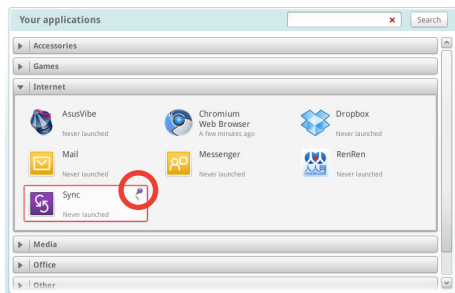 Your applications
Search
Accessories
Games
Internet
AsusVibe
Never launched
Chromium
Web Browser
A few minutes ago
Dropbox
Never launched
Mail
Never launched
Messenger
Never launched
RenRen
Never launched
人人网
Sync
Never launched
Media
Office
Other